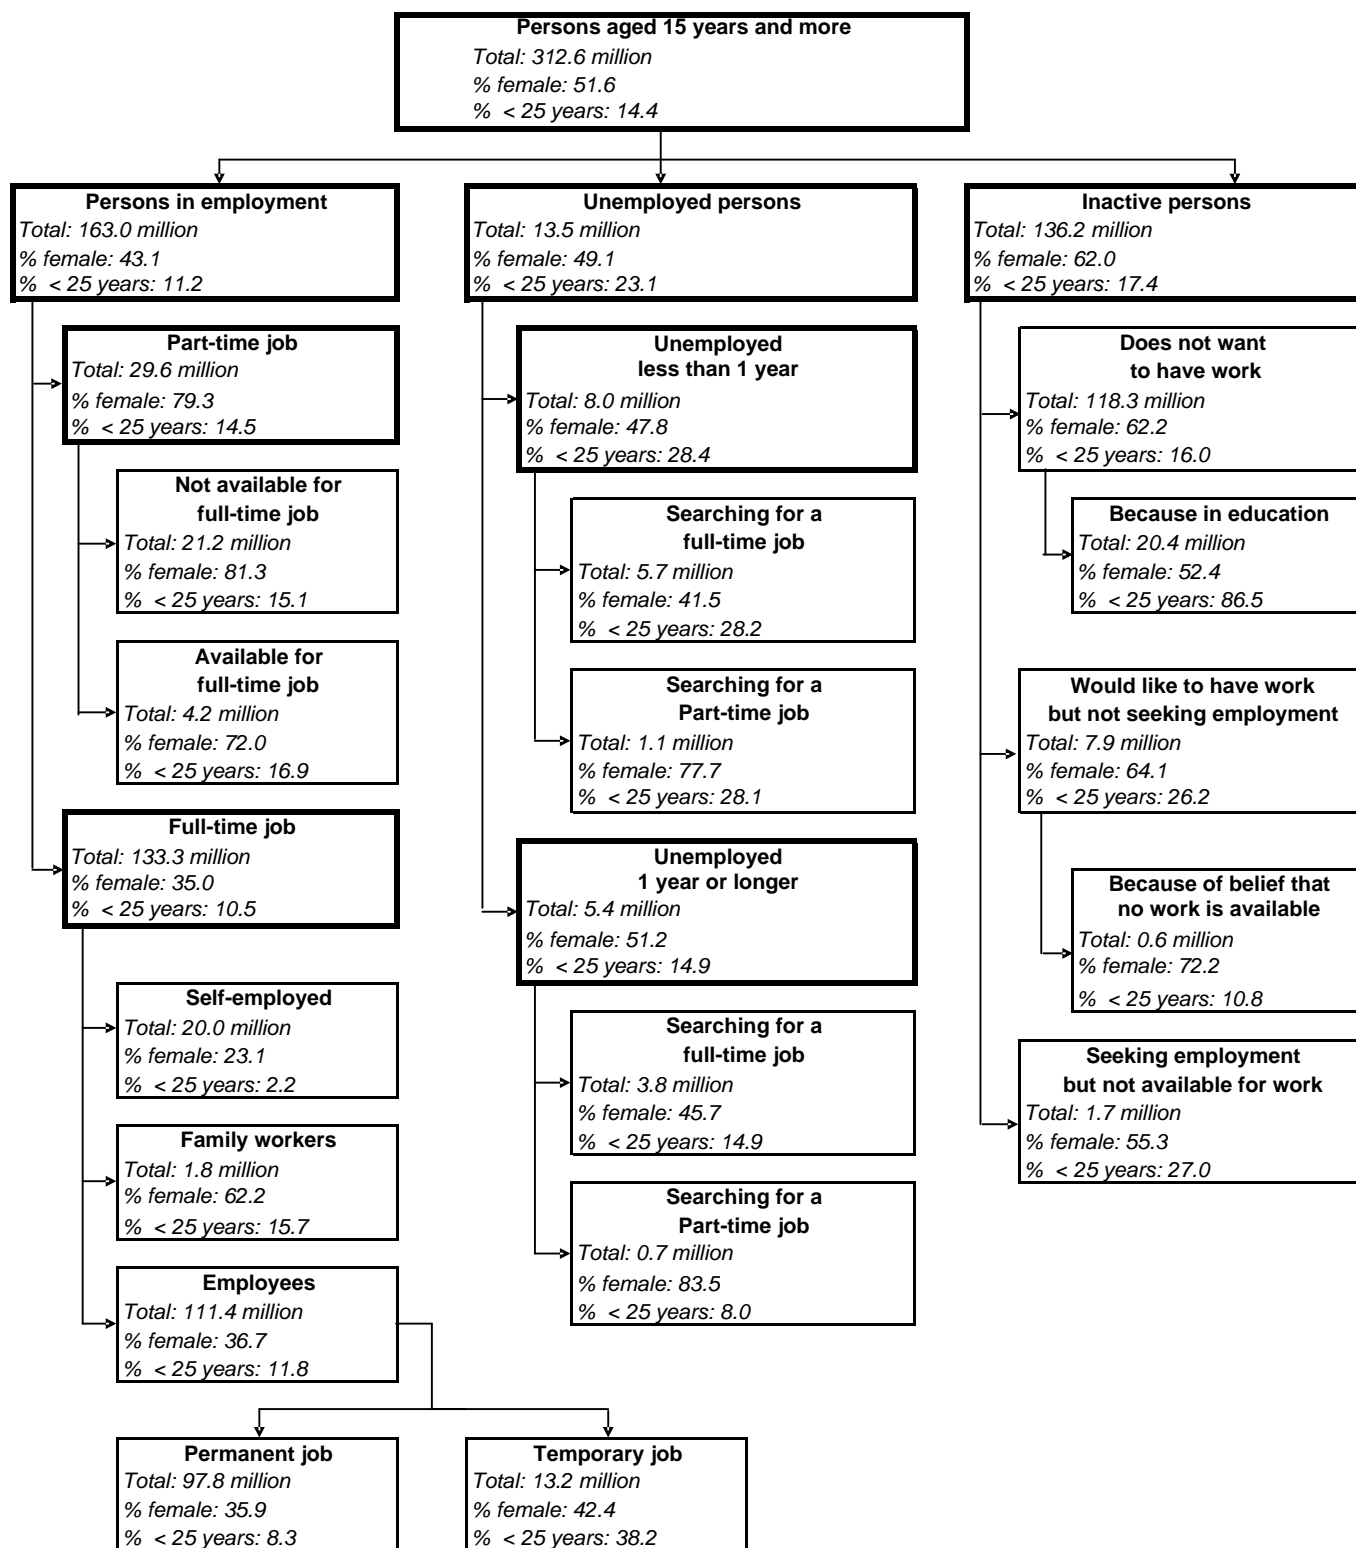 Persons aged 15 years and more
Total: 312.6 million
% female: 51.6
% < 25 years: 14.4
Persons in employment
Total: 163.0 million
% female: 43.1
% < 25 years: 11.2
Part-time job
Total: 29.6 million
% female: 79.3
% < 25 years: 14.5
Not available for
full-time job
Total: 21.2 million
% female: 81.3
% < 25 years: 15.1
Available for
full-time job
Total: 4.2 million
% female: 72.0
% < 25 years: 16.9
Full-time job
Total: 133.3 million
% female: 35.0
% < 25 years: 10.5
Self-employed
Total: 20.0 million
% female: 23.1
% < 25 years: 2.2
Family workers
Total: 1.8 million
% female: 62.2
% < 25 years: 15.7
Employees
Total: 111.4 million
% female: 36.7
% < 25 years: 11.8
Permanent job
Total: 97.8 million
% female: 35.9
% < 25 years: 8.3
Temporary job
Total: 13.2 million
% female: 42.4
% < 25 years: 38.2
Unemployed persons
Total: 13.5 million
% female: 49.1
% < 25 years: 23.1
Unemployed
less than 1 year
Total: 8.0 million
% female: 47.8
% < 25 years: 28.4
Searching for a
full-time job
Total: 5.7 million
% female: 41.5
% < 25 years: 28.2
Searching for a
Part-time job
Total: 1.1 million
% female: 77.7
% < 25 years: 28.1
Unemployed
1 year or longer
Total: 5.4 million
% female: 51.2
% < 25 years: 14.9
Searching for a
full-time job
Total: 3.8 million
% female: 45.7
% < 25 years: 14.9
Searching for a
Part-time job
Total: 0.7 million
% female: 83.5
% < 25 years: 8.0
Inactive persons
Total: 136.2 million
% female: 62.0
% < 25 years: 17.4
Does not want
to have work
Total: 118.3 million
% female: 62.2
% < 25 years: 16.0
Because in education
Total: 20.4 million
% female: 52.4
% < 25 years: 86.5
Would like to have work
but not seeking employment
Total: 7.9 million
% female: 64.1
% < 25 years: 26.2
Because of belief that
no work is available
Total: 0.6 million
% female: 72.2
% < 25 years: 10.8
Seeking employment
but not available for work
Total: 1.7 million
% female: 55.3
% < 25 years: 27.0